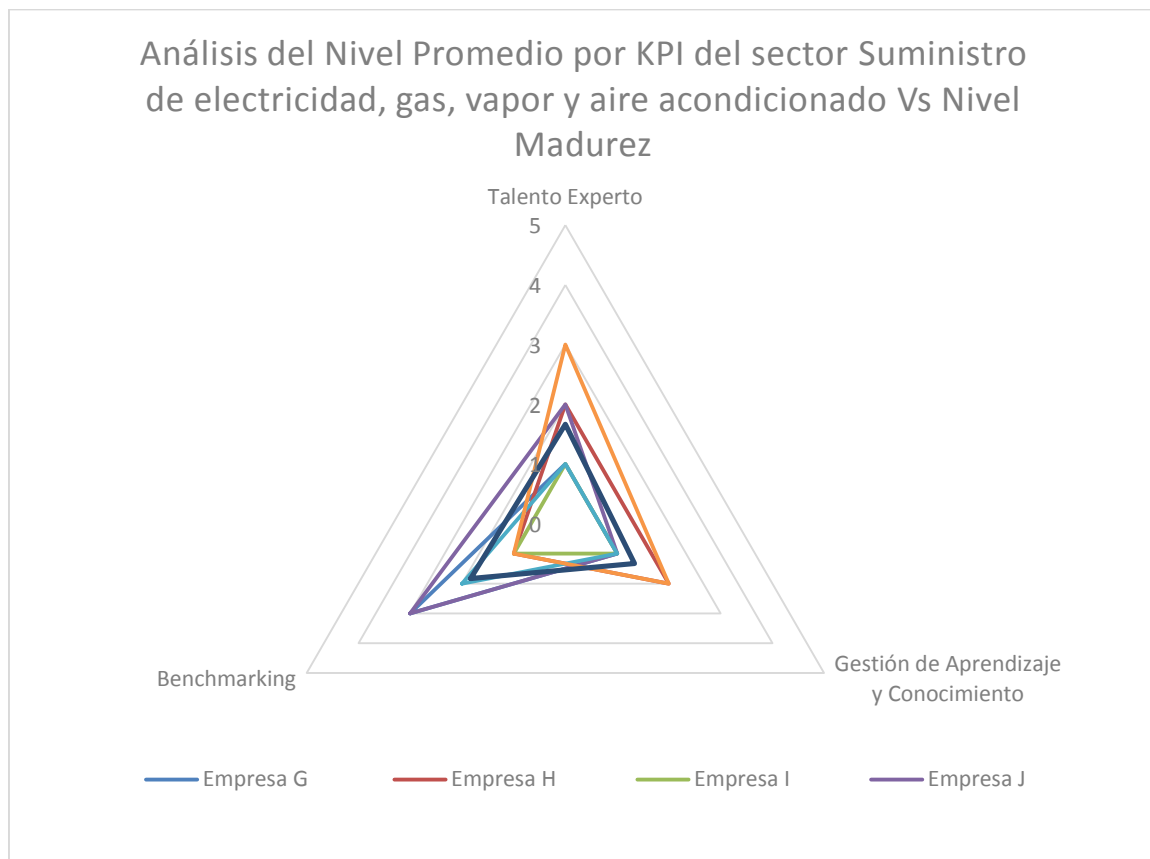 Análisis del Nivel Promedio por KPI del sector Suministro
de electricidad, gas, vapor y aire acondicionado Vs Nivel
Madurez
Talento Experto
5
4
3
2
1
0
Benchmarking
Gestión de Aprendizaje
y Conocimiento
Empresa G
Empresa H
Empresa I
Empresa J